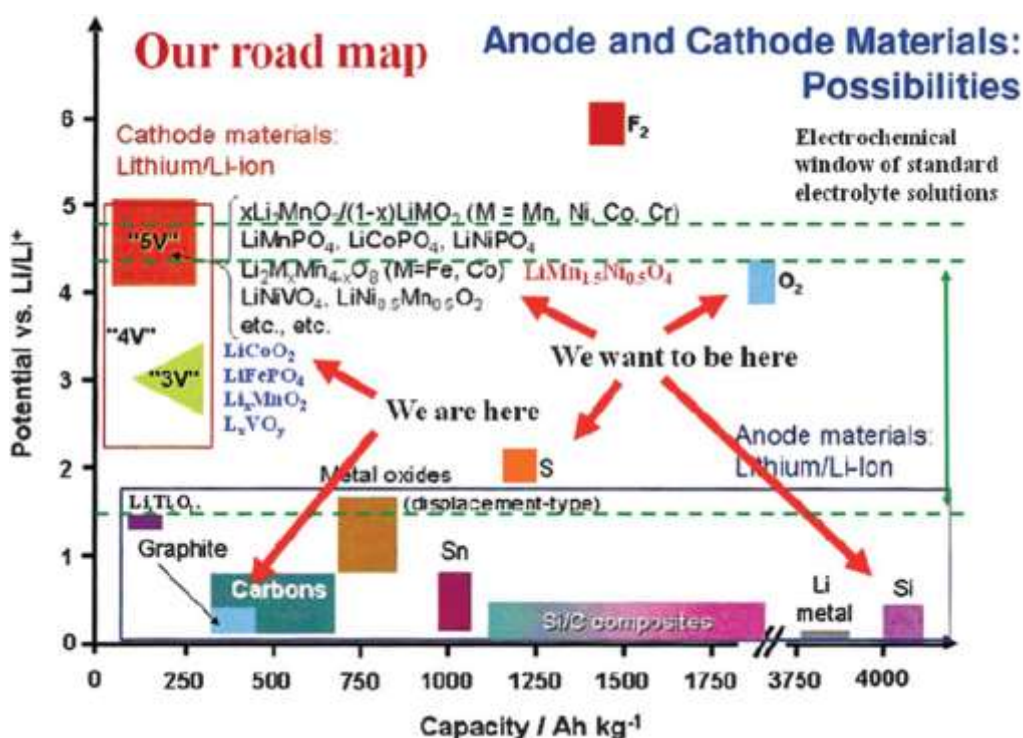 Our road map
Anode and Cathode Materials:
Possibilities
Potential vs. Li/Li⁺
6
5
4
3
2
1
0
Cathode materials:
Lithium/Li-ion
F₂
Electrochemical
window of standard
electrolyte solutions
"5V"
"4V"
"3V"
(1-x)LiMO₂ (M = Mn, Ni, Co, Cr)
LiMnPO₄, LiCoPO₄, LiNiPO₄
Li₂MₓMn₄₋ₓO₈ (M=Fe, Co)
LiMn₁.₅Ni₀.₅O₄
LiNiVO₄, LiNi₀.₅Mn₀.₅O₂
etc., etc.
O₂
LiCoO₂
LiFePO₄
LiₓMnO₂
LₓVOᵧ
We want to be here
We are here
S
Anode materials:
Lithium/Li-Ion
Metal oxides
(displacement-type)
Graphite
Carbons
Sn
Si/C composites
Li
metal
Si
0 250 500 750 1000 1250 1500 1750 3750 4000
Capacity / Ah kg⁻¹